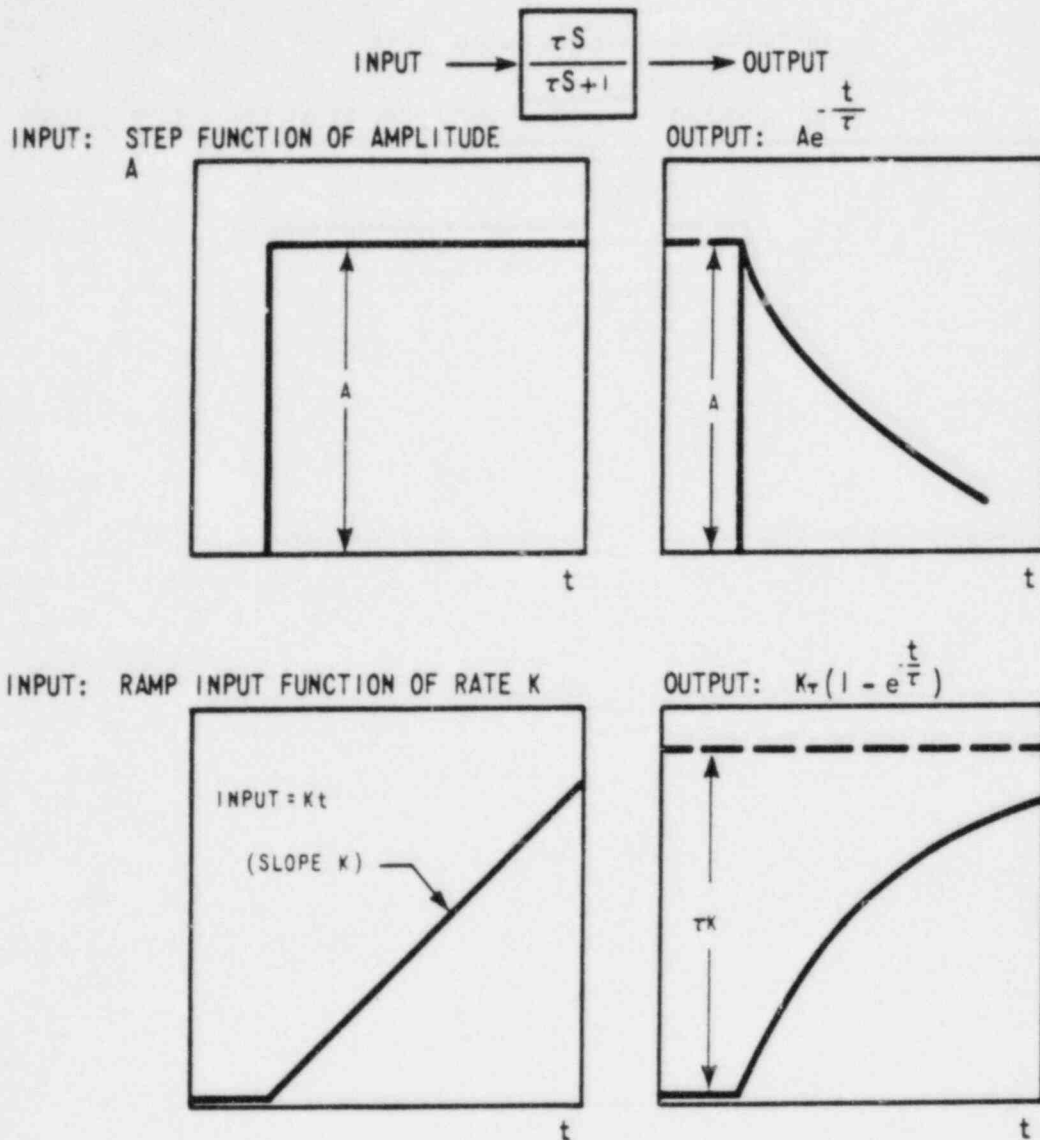 INPUT → τS / τS+1 → OUTPUT
INPUT: STEP FUNCTION OF AMPLITUDE A
OUTPUT: Ae^-t/τ
A
A
t
t
INPUT: RAMP INPUT FUNCTION OF RATE K
OUTPUT: Kτ(1 - e^-t/τ)
INPUT = Kt
(SLOPE K)
τK
t
t